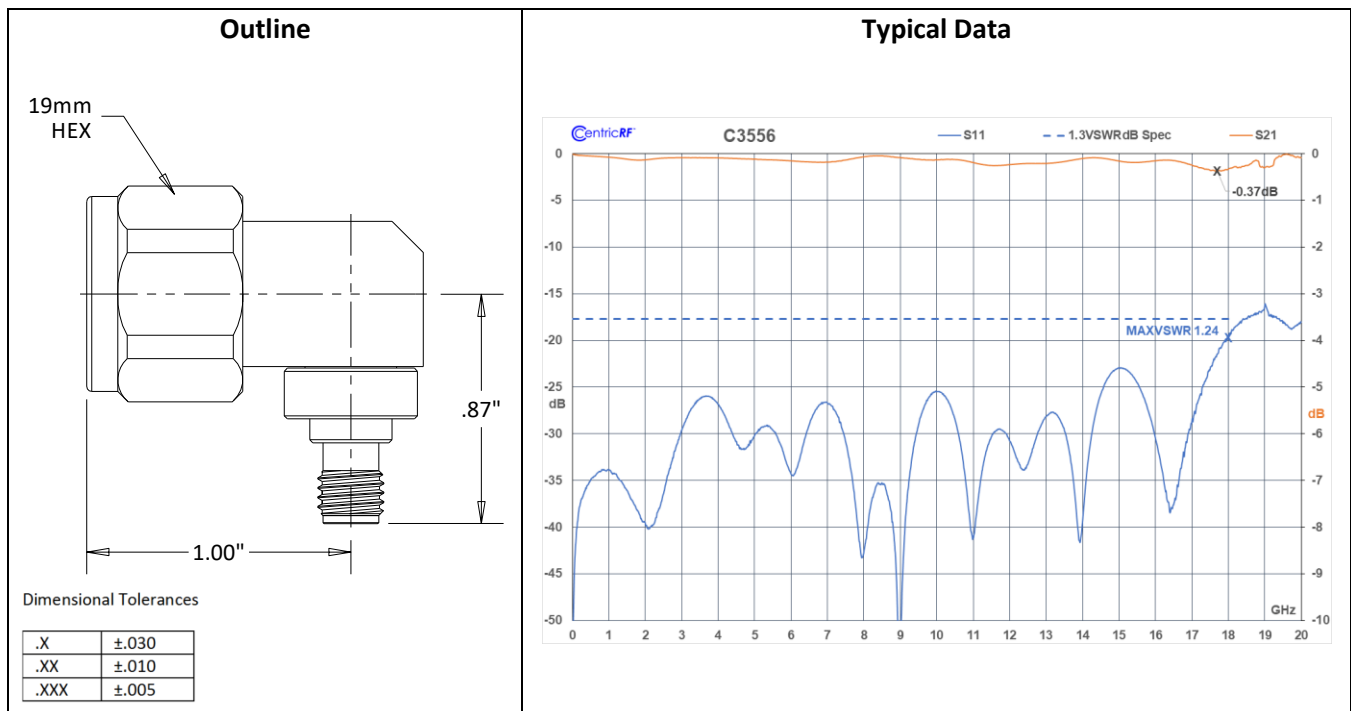 Outline
19mm
HEX
.87"
1.00"
Dimensional Tolerances
.X ±.030
.XX ±.010
.XXX ±.005
Typical Data
CentricRF™ C3556 S11 1.3VSWRdB Spec S21
0 0
-0.37dB
-5 -1
-10 -2
-15 -3
MAXVSWR 1.24
-20 -4
-25 -5
dB dB
-30 -6
-35 -7
-40 -8
-45 -9
GHz
-50 -10
0 1 2 3 4 5 6 7 8 9 10 11 12 13 14 15 16 17 18 19 20